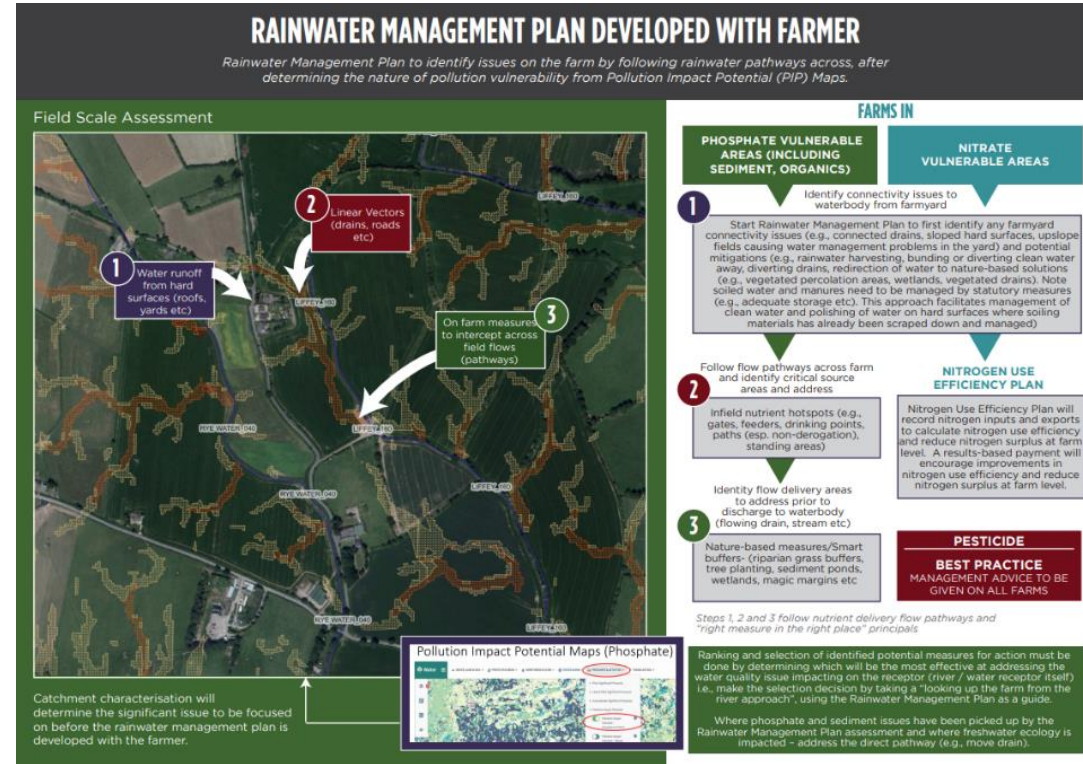 RAINWATER MANAGEMENT PLAN DEVELOPED WITH FARMER
Rainwater Management Plan to identify issues on the farm by following rainwater pathways across, after
determining the nature of pollution vulnerability from Pollution Impact Potential (PIP) Maps.
Field Scale Assessment
1
Water runoff
from hard
surfaces (roofs,
yards etc)
2
Linear Vectors
(drains, roads
etc)
3
On farm measures
to intercept across
field flows
(pathways)
LIFFEY_160
LIFFEY_160
LIFFEY_160
RYE WATER_040
RYE WATER_040
LIFFEY_160
RYE WATER_040
LIFFEY_160
Pollution Impact Potential Maps (Phosphate)
Catchment characterisation will
determine the significant issue to be focused
on before the rainwater management plan is
developed with the farmer.
FARMS IN
PHOSPHATE VULNERABLE
AREAS (INCLUDING
SEDIMENT, ORGANICS)
NITRATE
VULNERABLE AREAS
Identify connectivity issues to
waterbody from farmyard
1
Start Rainwater Management Plan to first identify any farmyard
connectivity issues (e.g., connected drains, sloped hard surfaces, upslope
fields causing water management problems in the yard) and potential
mitigations (e.g., rainwater harvesting, bunding or diverting clean water
away, diverting drains, redirection of water to nature-based solutions
(e.g., vegetated percolation areas, wetlands, vegetated drains). Note
soiled water and manures need to be managed by statutory measures
(e.g., adequate storage etc). This approach facilitates management of
clean water and polishing of water on hard surfaces where soiling
materials has already been scraped down and managed)
Follow flow pathways across farm
and identify critical source
areas and address
2
Infield nutrient hotspots (e.g.,
gates, feeders, drinking points,
paths (esp. non-derogation),
standing areas)
Identity flow delivery areas
to address prior to
discharge to waterbody
(flowing drain, stream etc)
3
Nature-based measures/Smart
buffers- (riparian grass buffers,
tree planting, sediment ponds,
wetlands, magic margins etc
NITROGEN USE
EFFICIENCY PLAN
Nitrogen Use Efficiency Plan will
record nitrogen inputs and exports
to calculate nitrogen use efficiency
and reduce nitrogen surplus at farm
level. A results-based payment will
encourage improvements in
nitrogen use efficiency and reduce
nitrogen surplus at farm level.
PESTICIDE
BEST PRACTICE
MANAGEMENT ADVICE TO BE
GIVEN ON ALL FARMS
Steps 1, 2 and 3 follow nutrient delivery flow pathways and
"right measure in the right place" principals
Ranking and selection of identified potential measures for action must be
done by determining which will be the most effective at addressing the
water quality issue impacting on the receptor (river / water receptor itself)
i.e., make the selection decision by taking a "looking up the farm from the
river approach", using the Rainwater Management Plan as a guide.
Where phosphate and sediment issues have been picked up by the
Rainwater Management Plan assessment and where freshwater ecology is
impacted – address the direct pathway (e.g., move drain).